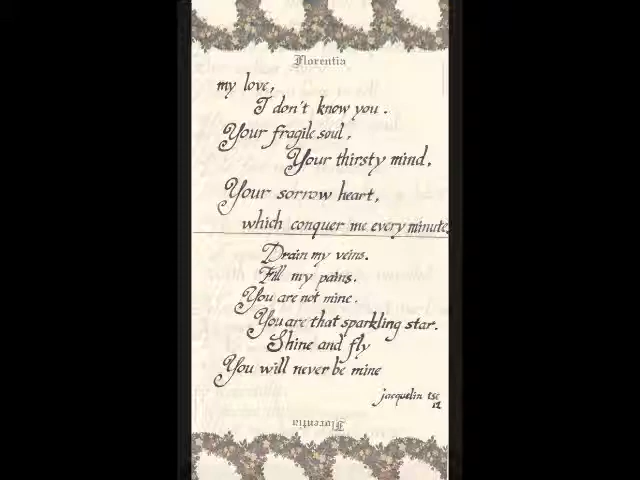 Florentia
my love,
I don't know you.
Your fragile soul,
Your thirsty mind,
Your sorrow heart,
which conquer me every minute
Drain my veins.
Fill my pains.
You are not mine.
You are that sparkling star.
Shine and fly
You will never be mine
jacquelin tse
12
Florentia